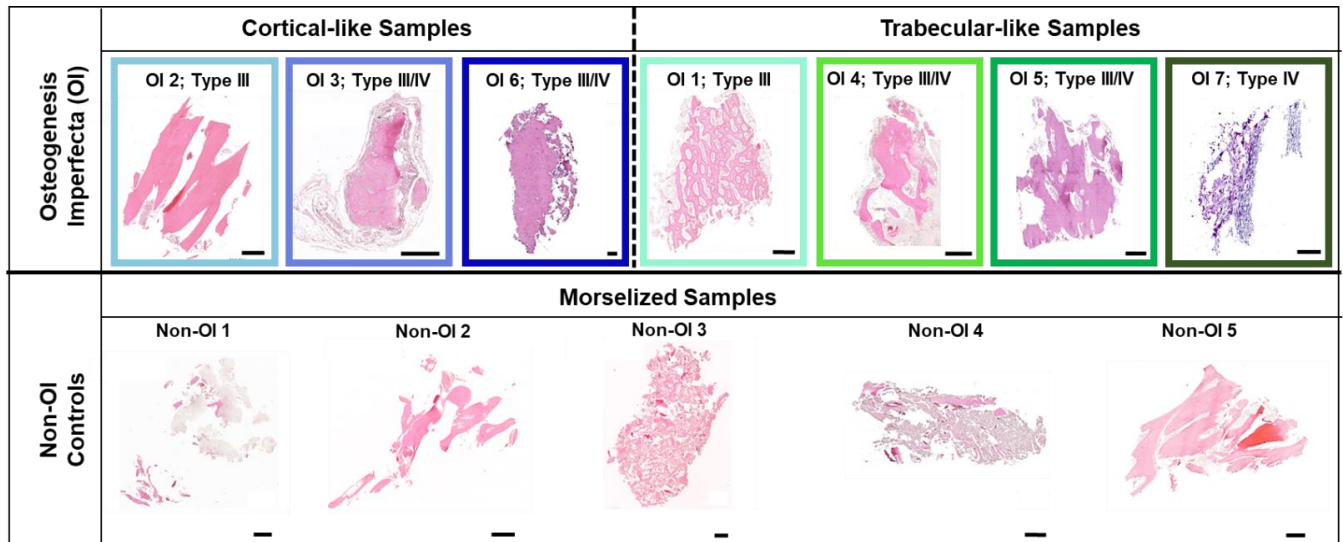 Osteogenesis
Imperfecta (OI)
Cortical-like Samples
Trabecular-like Samples
OI 2; Type III
OI 3; Type III/IV
OI 6; Type III/IV
OI 1; Type III
OI 4; Type III/IV
OI 5; Type III/IV
OI 7; Type IV
Non-OI
Controls
Morselized Samples
Non-OI 1
Non-OI 2
Non-OI 3
Non-OI 4
Non-OI 5